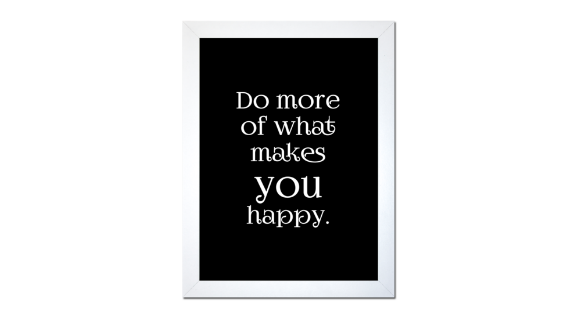 Do more
of what
makes
you
happy.